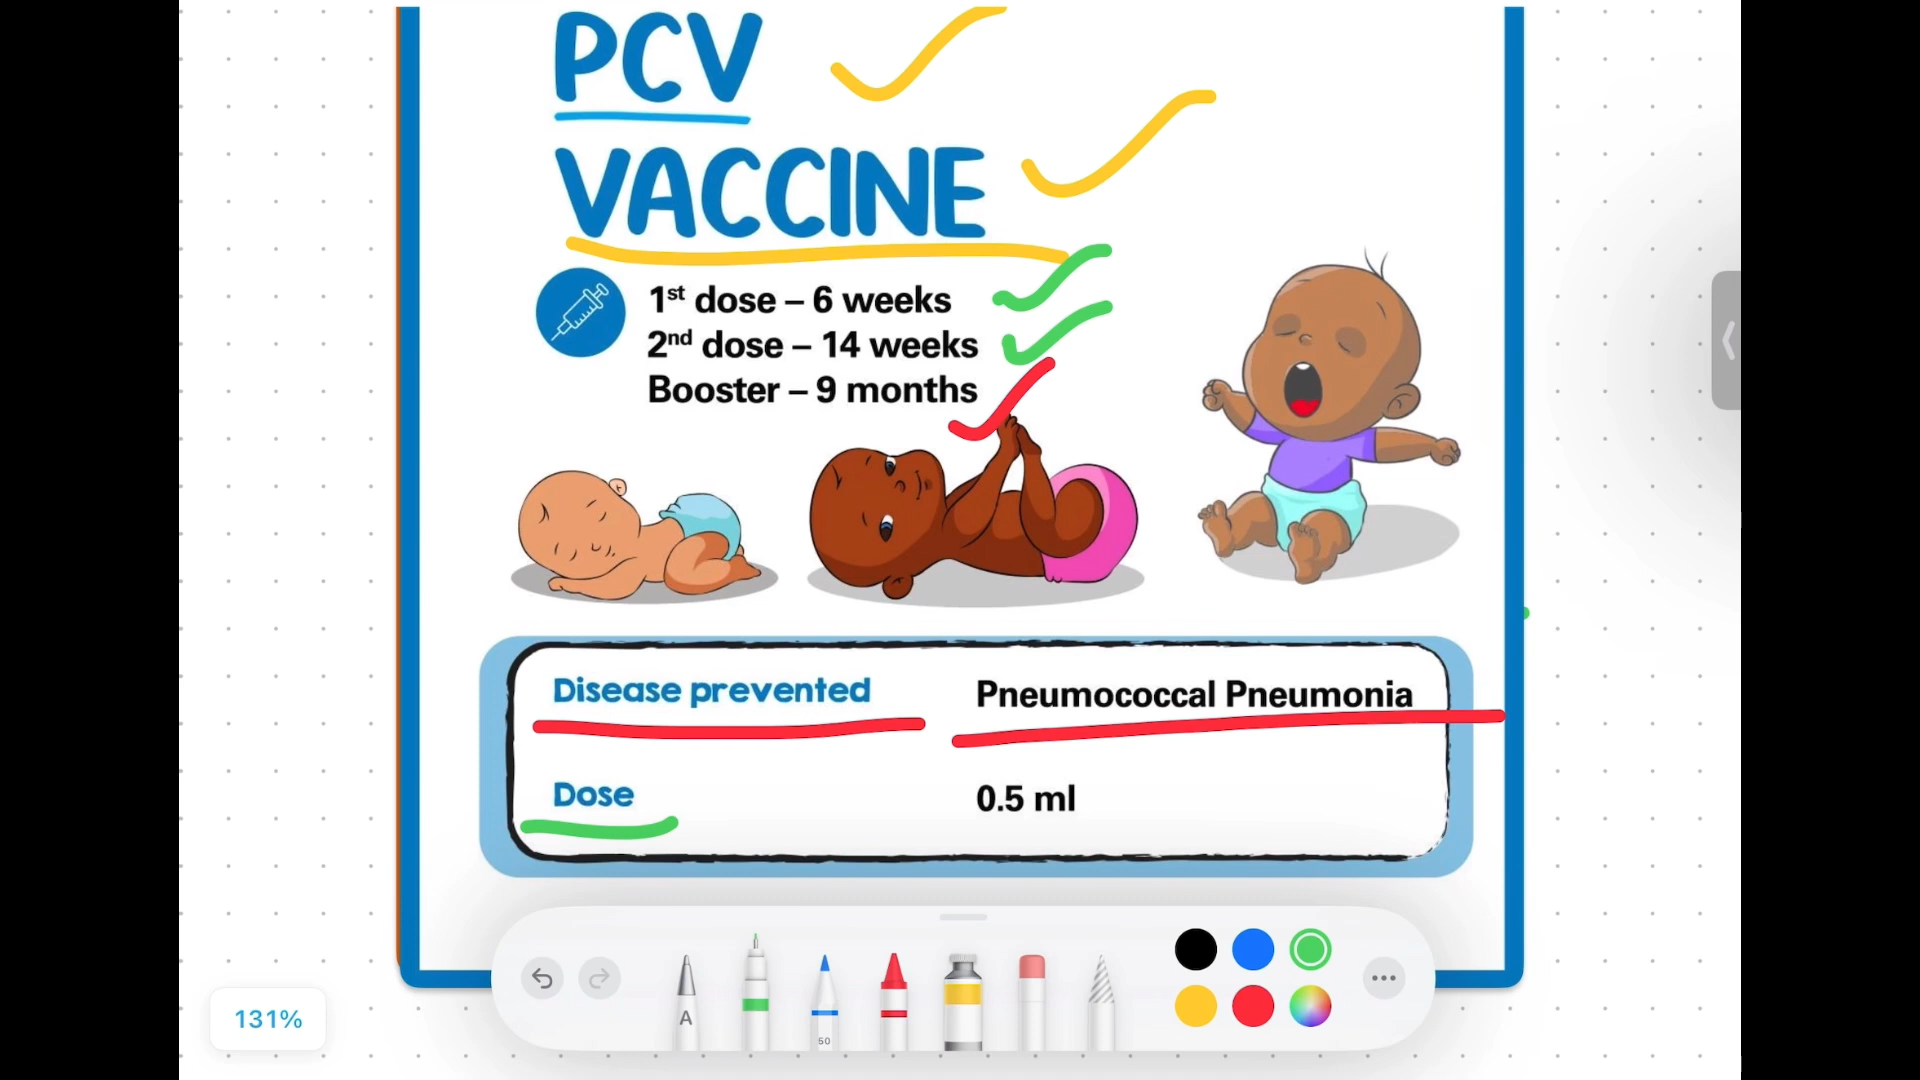 PCV
VACCINE
1st dose – 6 weeks
2nd dose – 14 weeks
Booster – 9 months
Disease prevented Pneumococcal Pneumonia
Dose 0.5 ml
A
50
131%